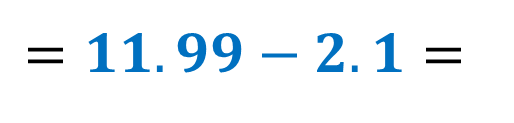 = 11.99 − 2.1 =